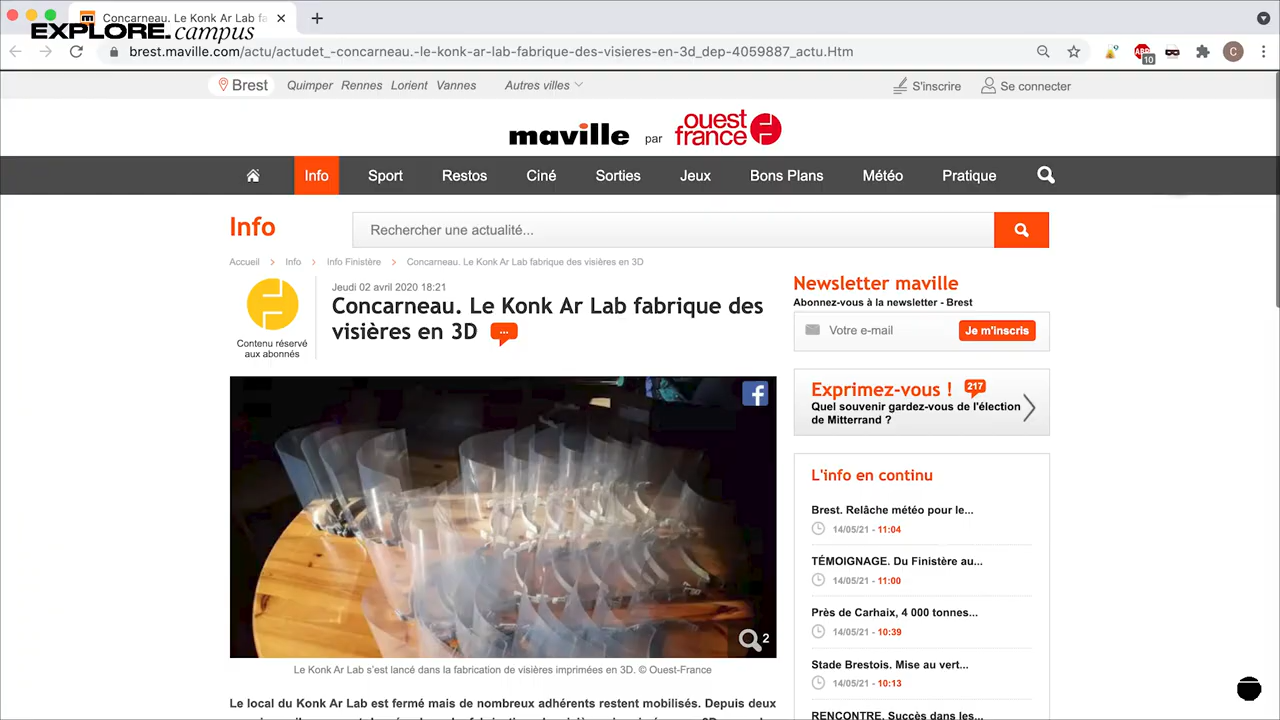 Concarneau. Le Konk Ar Lab fa
EXPLORE.campus
brest.maville.com/actu/actudet_-concarneau.-le-konk-ar-lab-fabrique-des-visieres-en-3d_dep-4059887_actu.Htm
ABP
10
C
Brest
Quimper Rennes Lorient Vannes
Autres villes
S'inscrire
Se connecter
maville par ouest
france
Info
Sport
Restos
Ciné
Sorties
Jeux
Bons Plans
Météo
Pratique
Info
Rechercher une actualité...
Accueil > Info > Info Finistère > Concarneau. Le Konk Ar Lab fabrique des visières en 3D
Contenu réservé
aux abonnés
Jeudi 02 avril 2020 18:21
Concarneau. Le Konk Ar Lab fabrique des
visières en 3D ...
f
2
Le Konk Ar Lab s'est lancé dans la fabrication de visières imprimées en 3D. © Ouest-France
Le local du Konk Ar Lab est fermé mais de nombreux adhérents restent mobilisés. Depuis deux
Newsletter maville
Abonnez-vous à la newsletter - Brest
Votre e-mail
Je m'inscris
Exprimez-vous ! 217
Quel souvenir gardez-vous de l'élection
de Mitterrand ?
L'info en continu
Brest. Relâche météo pour le...
14/05/21 - 11:04
TÉMOIGNAGE. Du Finistère au...
14/05/21 - 11:00
Près de Carhaix, 4 000 tonnes...
14/05/21 - 10:39
Stade Brestois. Mise au vert...
14/05/21 - 10:13
RENCONTRE. Succès dans les...